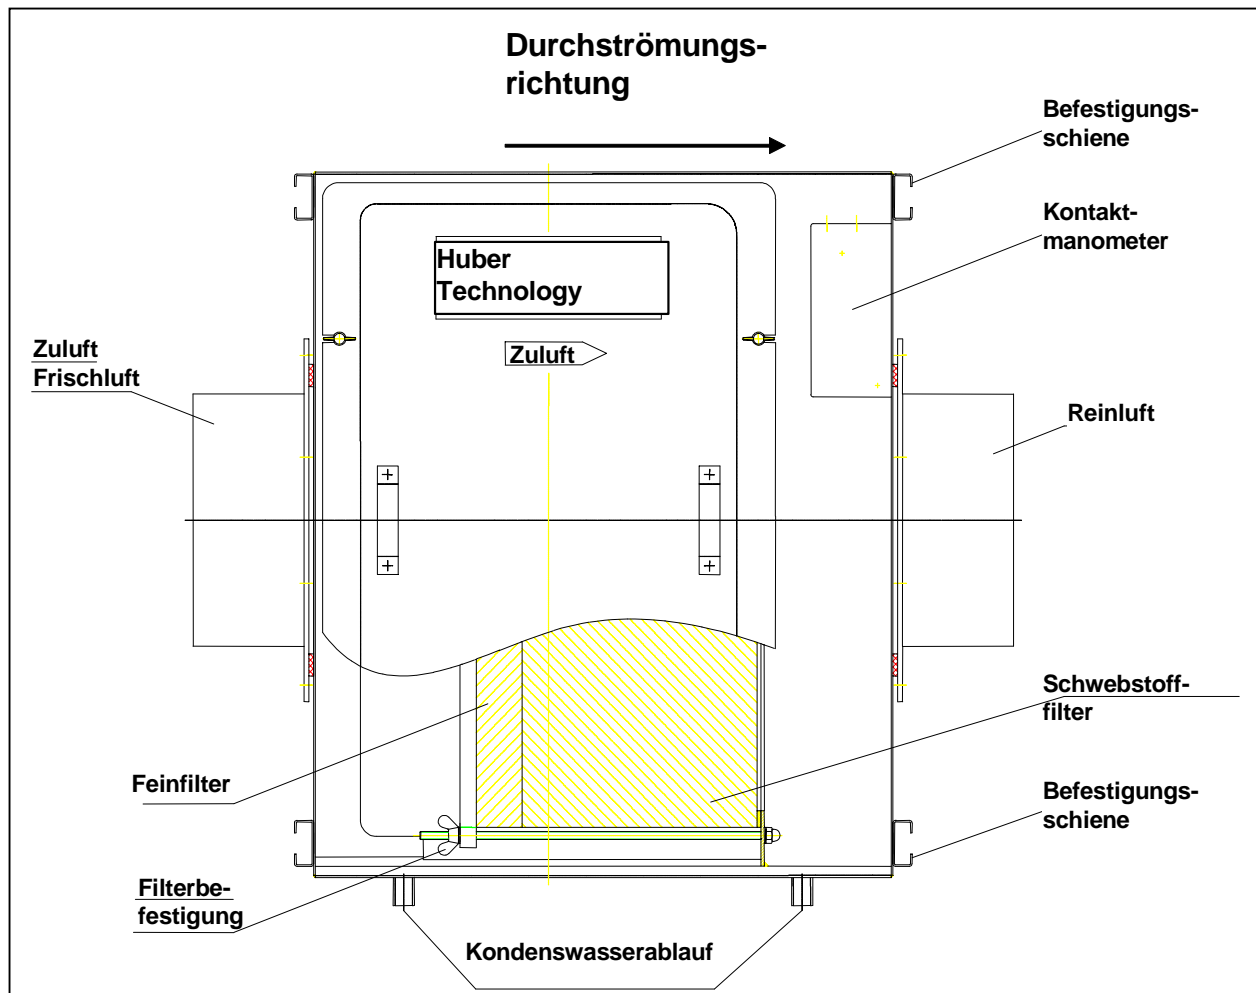 Durchströmungs-
richtung
Befestigungs-
schiene
Kontakt-
manometer
Huber
Technology
Zuluft
Frischluft
Zuluft
Reinluft
Schwebstoff-
filter
Feinfilter
Befestigungs-
schiene
Filterbe-
festigung
Kondenswasserablauf